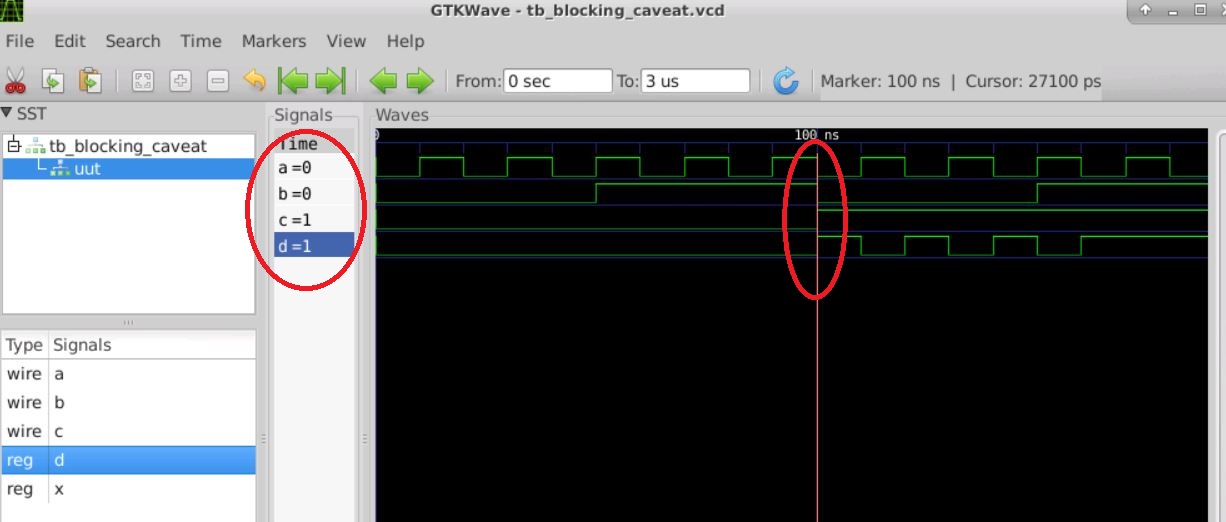 GTKWave - tb_blocking_caveat.vcd
File Edit Search Time Markers View Help
From: 0 sec To: 3 us Marker: 100 ns | Cursor: 27100 ps
SST
tb_blocking_caveat
uut
Type Signals
wire a
wire b
wire c
reg d
reg x
Signals
Time
a =0
b =0
c =1
d =1
Waves
0 100 ns